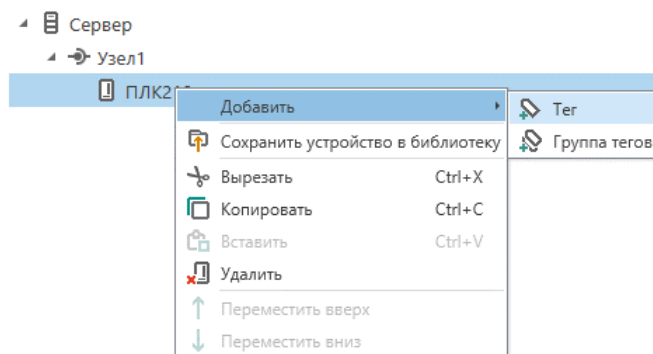 Сервер
Узел1
ПЛК2
Добавить
Тег
Сохранить устройство в библиотеку
Группа тегов
Вырезать Ctrl+X
Копировать Ctrl+C
Вставить Ctrl+V
Удалить
Переместить вверх
Переместить вниз